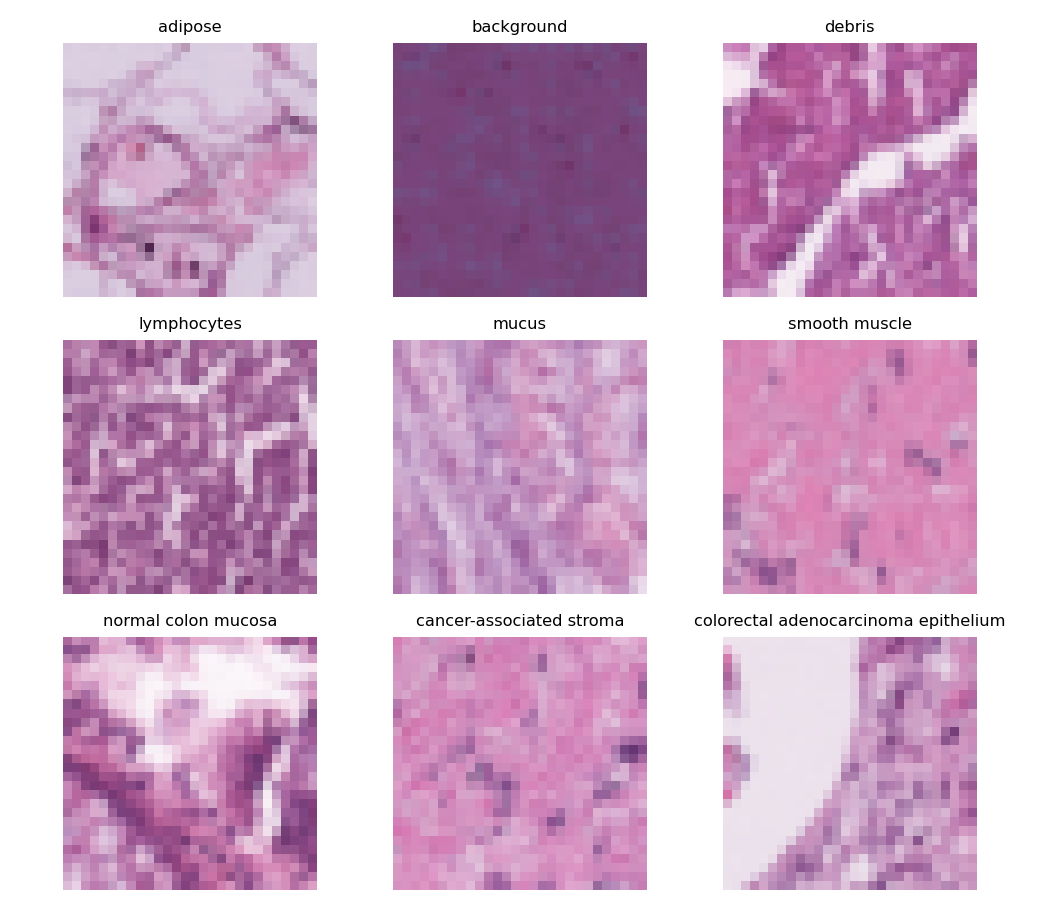 adipose
background
debris
lymphocytes
mucus
smooth muscle
normal colon mucosa
cancer-associated stroma
colorectal adenocarcinoma epithelium